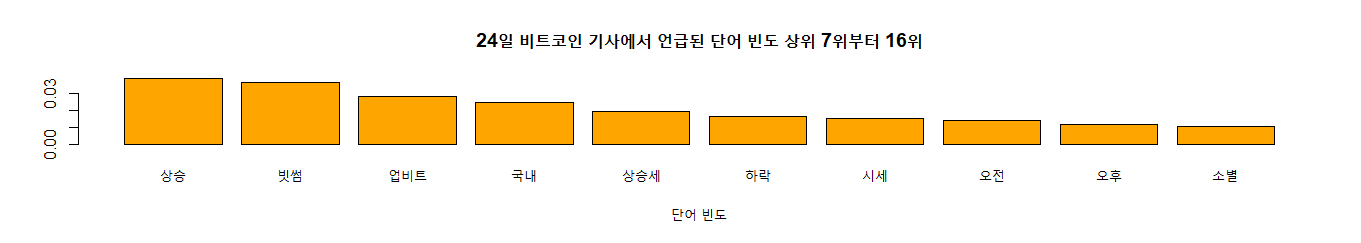 24일 비트코인 기사에서 언급된 단어 빈도 상위 7위부터 16위
0.03
0.00
상승 빗썸 업비트 국내 상승세 하락 시세 오전 오후 소별
단어 빈도